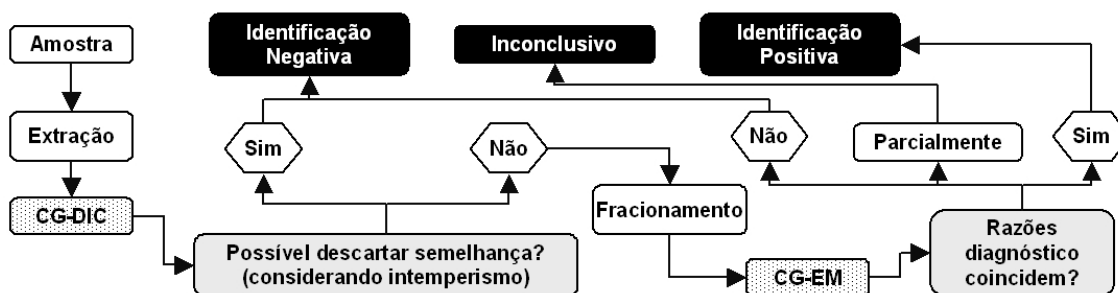 Amostra
Extração
CG-DIC
Possível descartar semelhança?
(considerando intemperismo)
Sim
Identificação
Negativa
Não
Fracionamento
CG-EM
Razões
diagnóstico
coincidem?
Não
Parcialmente
Sim
Inconclusivo
Identificação
Positiva